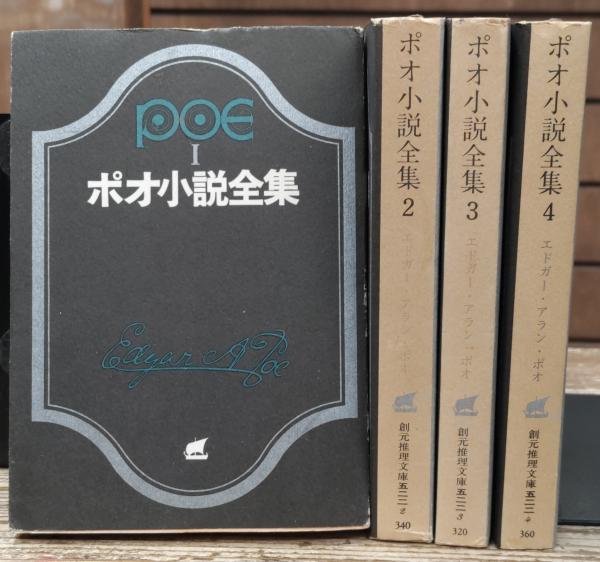 POE
I
ポオ小説全集
Edgar A Poe
ポオ小説全集 2
エドガー・アラン・ポオ
創元推理文庫 五二二 2
340
ポオ小説全集 3
エドガー・アラン・ポオ
創元推理文庫 五二二 3
320
ポオ小説全集 4
エドガー・アラン・ポオ
創元推理文庫 五二二 4
360